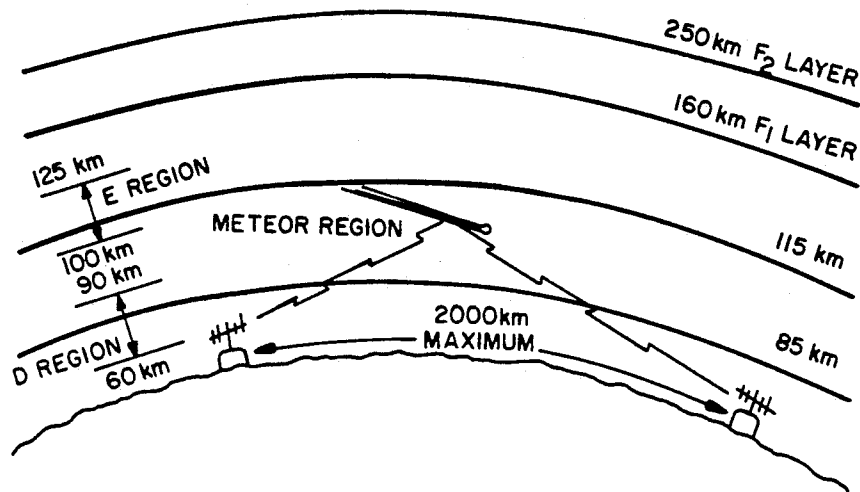 250 km F2 LAYER
160 km F1 LAYER
125 km
E REGION
METEOR REGION
100 km
90 km
115 km
2000km
MAXIMUM
85 km
D REGION
60 km